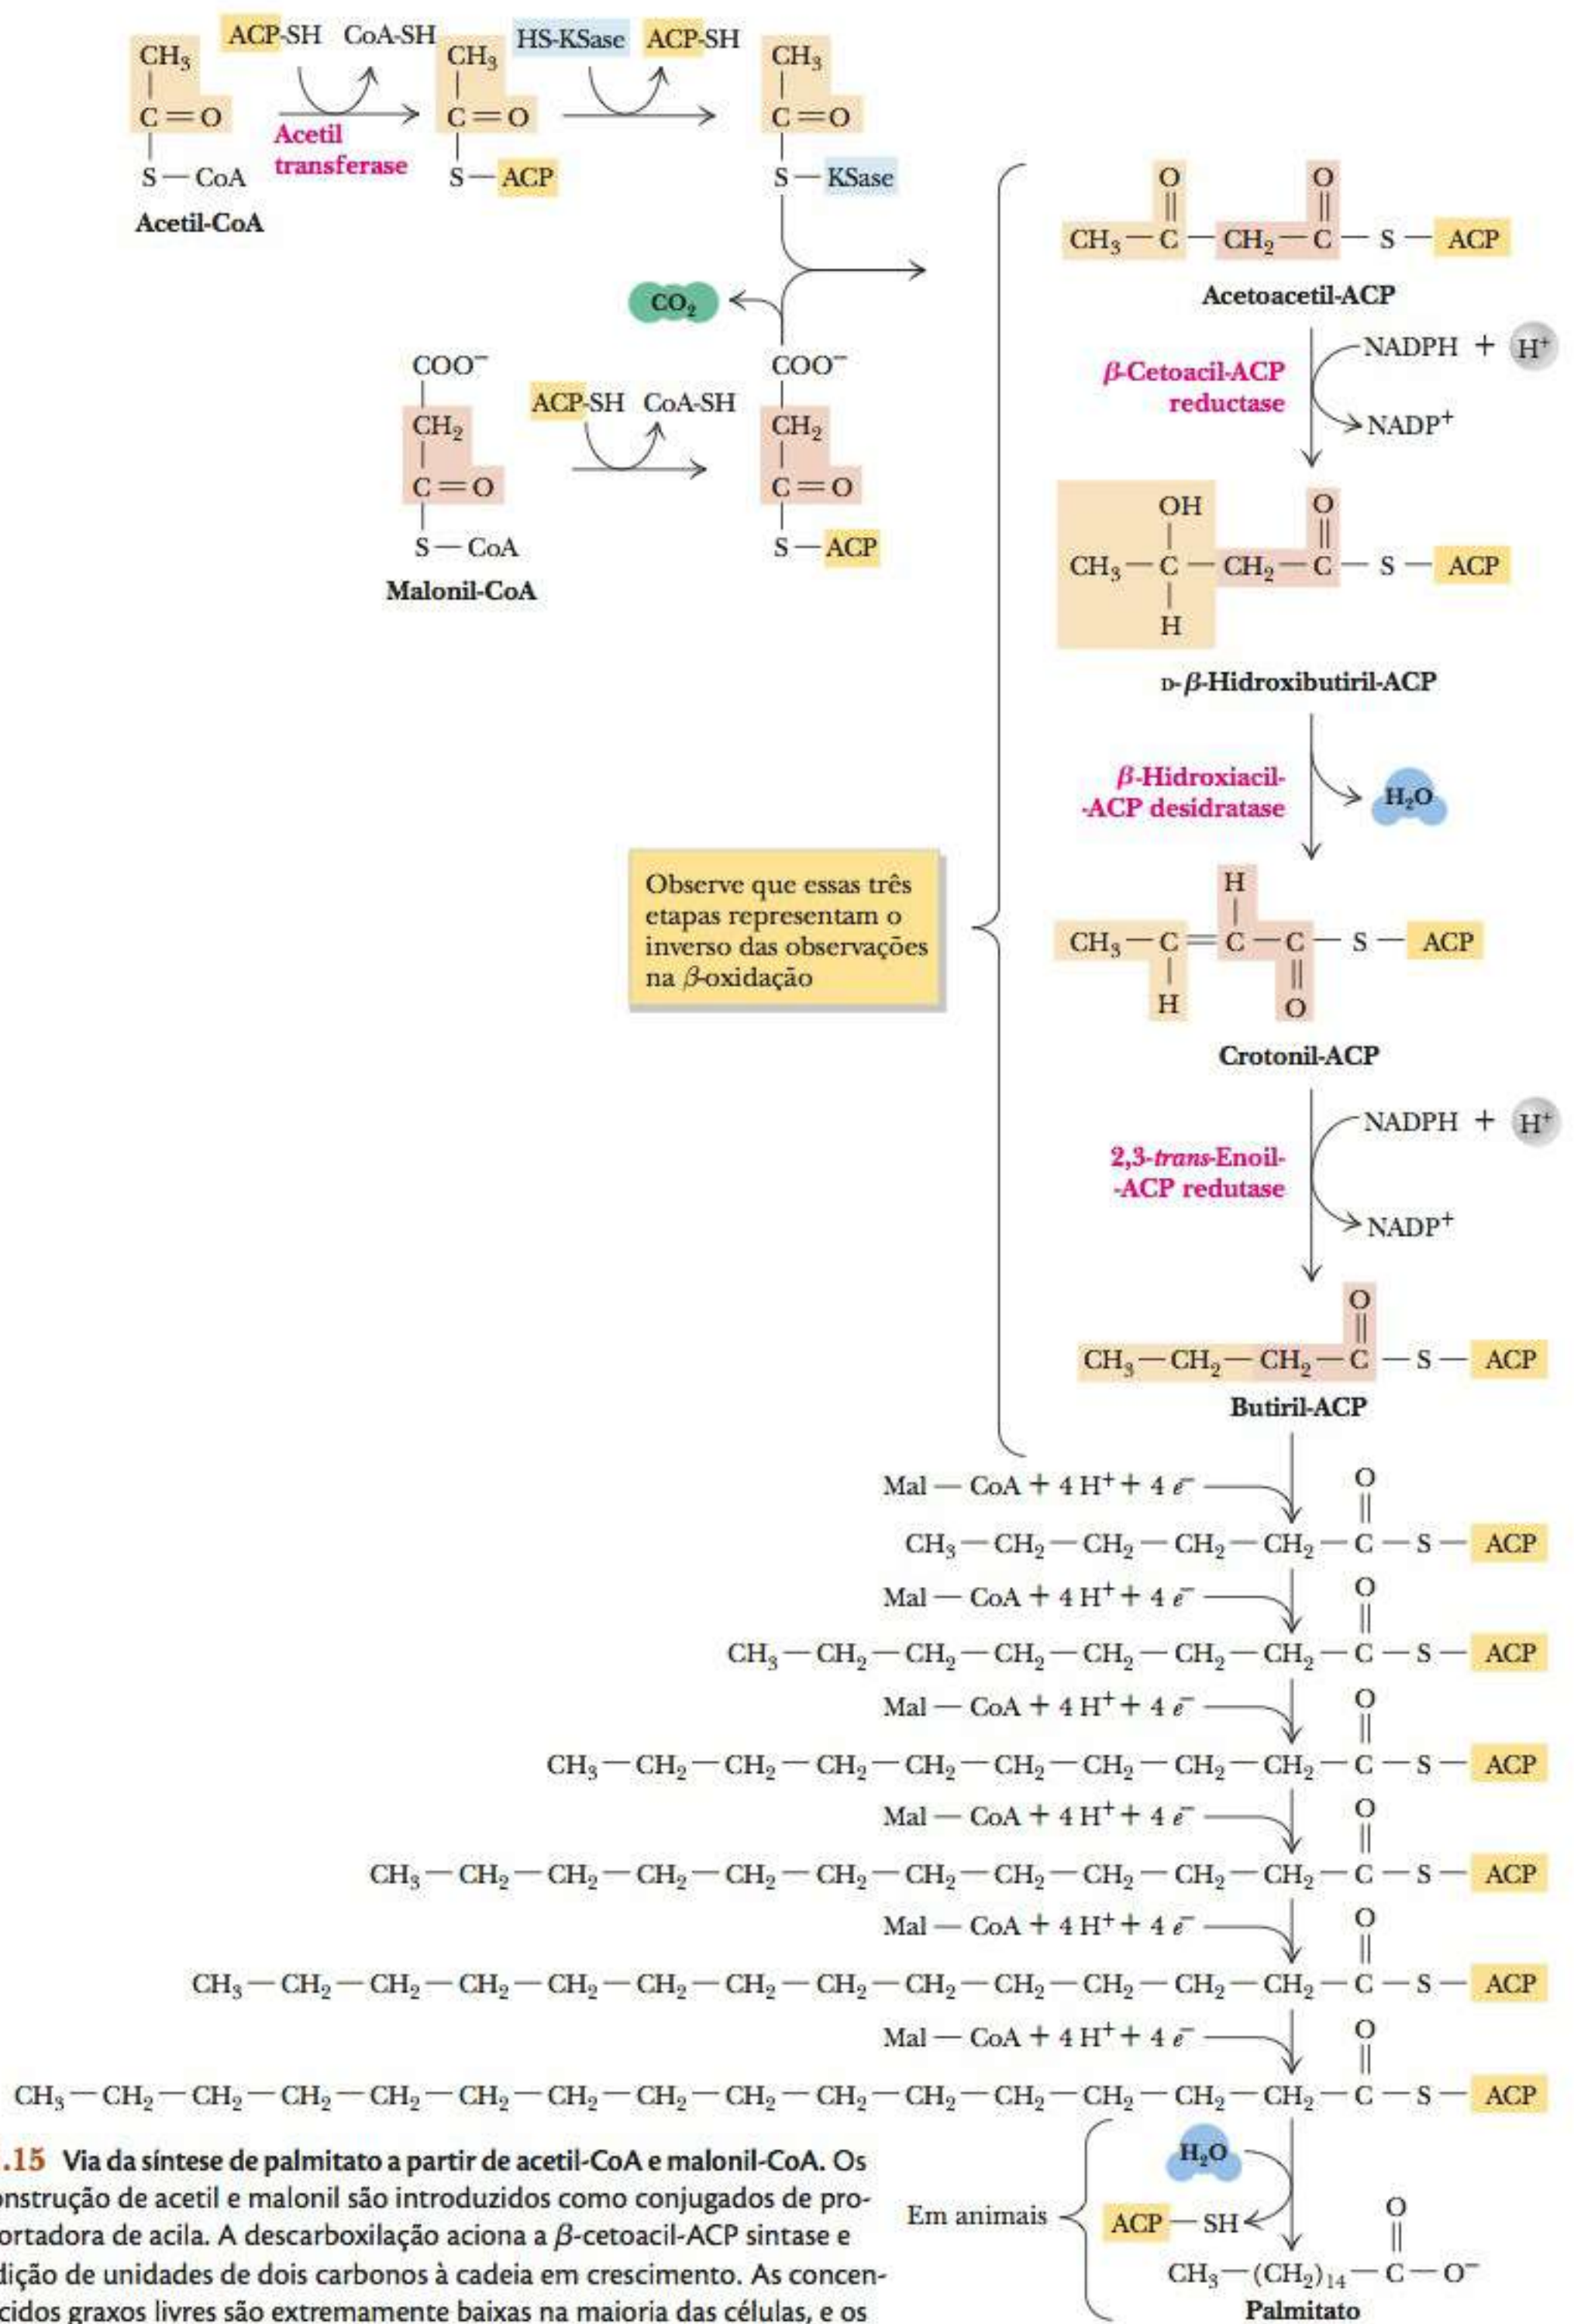 ACP-SH CoA-SH
HS-KSase ACP-SH
CH₃
C=O
S—CoA
Acetil-CoA
Acetil
transferase
CH₃
C=O
S—ACP
CH₃
C=O
S—KSase
CO₂
COO⁻
CH₂
C=O
S—CoA
Malonil-CoA
ACP-SH CoA-SH
COO⁻
CH₂
C=O
S—ACP
O O
CH₃—C—CH₂—C—S—ACP
Acetoacetil-ACP
β-Cetoacil-ACP
reductase
NADPH + H⁺
NADP⁺
OH O
CH₃—C—CH₂—C—S—ACP
H
D-β-Hidroxibutiril-ACP
β-Hidroxiacil-
-ACP desidratase
H₂O
Observe que essas três
etapas representam o
inverso das observações
na β-oxidação
H
CH₃—C=C—C—S—ACP
H O
Crotonil-ACP
2,3-trans-Enoil-
-ACP redutase
NADPH + H⁺
NADP⁺
O
CH₃—CH₂—CH₂—C—S—ACP
Butiril-ACP
Mal—CoA + 4 H⁺ + 4 e⁻
O
CH₃—CH₂—CH₂—CH₂—CH₂—C—S—ACP
Mal—CoA + 4 H⁺ + 4 e⁻
O
CH₃—CH₂—CH₂—CH₂—CH₂—CH₂—CH₂—C—S—ACP
Mal—CoA + 4 H⁺ + 4 e⁻
O
CH₃—CH₂—CH₂—CH₂—CH₂—CH₂—CH₂—CH₂—CH₂—C—S—ACP
Mal—CoA + 4 H⁺ + 4 e⁻
O
CH₃—CH₂—CH₂—CH₂—CH₂—CH₂—CH₂—CH₂—CH₂—CH₂—CH₂—C—S—ACP
Mal—CoA + 4 H⁺ + 4 e⁻
O
CH₃—CH₂—CH₂—CH₂—CH₂—CH₂—CH₂—CH₂—CH₂—CH₂—CH₂—CH₂—CH₂—C—S—ACP
Mal—CoA + 4 H⁺ + 4 e⁻
O
CH₃—CH₂—CH₂—CH₂—CH₂—CH₂—CH₂—CH₂—CH₂—CH₂—CH₂—CH₂—CH₂—CH₂—CH₂—C—S—ACP
.15 Via da síntese de palmitato a partir de acetil-CoA e malonil-CoA. Os
onstrução de acetil e malonil são introduzidos como conjugados de pro-
ortadora de acila. A descarboxilação aciona a β-cetoacil-ACP sintase e
dição de unidades de dois carbonos à cadeia em crescimento. As concen-
cidos graxos livres são extremamente baixas na maioria das células, e os
Em animais
H₂O
ACP—SH
O
CH₃—(CH₂)₁₄—C—O⁻
Palmitato